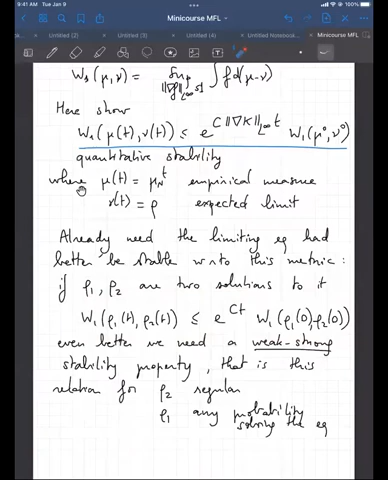 9:41 AM Tue Jan 9
100%
Minicourse MFL
Untitled (2)
Untitled (3)
Untitled (4)
Untitled Notebook...
Minicourse MFL
W₁(μ,ν) = Sup_{‖∇f‖_{L∞}≤1} ∫ f d(μ-ν)
Here show
W₁(μ(t), ν(t)) ≤ e^{C‖∇K‖_{L∞} t} W₁(μ⁰, ν⁰)
quantitative stability
where μ(t) = μ_N^t empirical measure
ν(t) = ρ expected limit
Already need the limiting eq had
better be stable w r to this metric:
if ρ₁, ρ₂ are two solutions to it
W₁(ρ₁(t), ρ₂(t)) ≤ e^{Ct} W₁(ρ₁(0), ρ₂(0))
even better we need a weak-strong
stability property, that is this
relation for ρ₂ regular
ρ₁ any probability
solving the eq